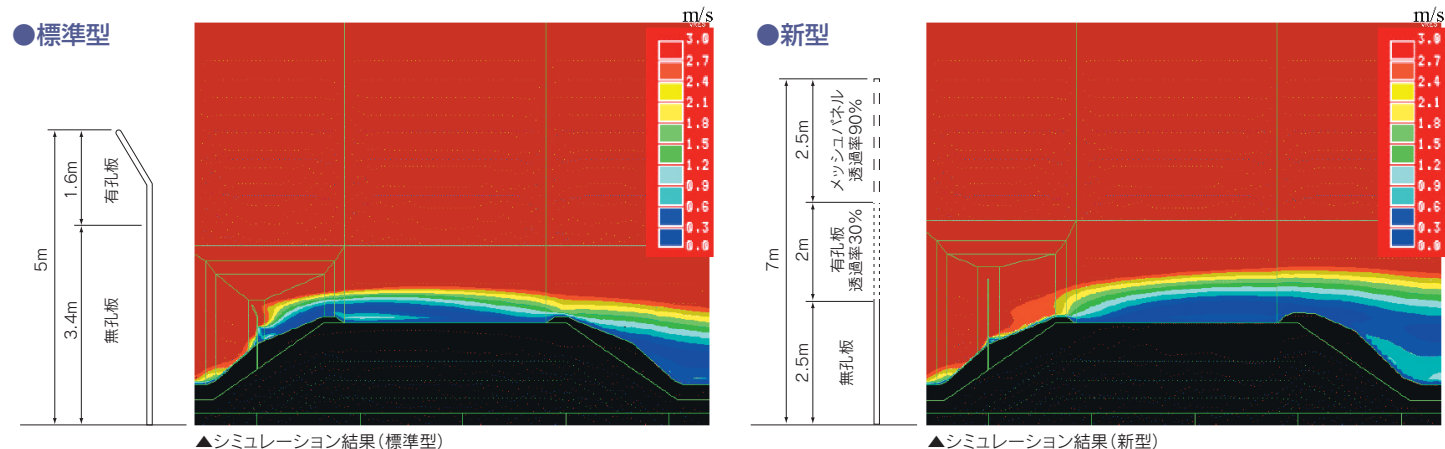 ●標準型
5m
1.6m
有孔板
3.4m
無孔板
m/s
3.0
2.7
2.4
2.1
1.8
1.5
1.2
0.9
0.6
0.3
0.0
▲シミュレーション結果(標準型)
●新型
7m
2.5m
メッシュパネル
透過率90%
2m
有孔板
透過率30%
2.5m
無孔板
m/s
3.0
2.7
2.4
2.1
1.8
1.5
1.2
0.9
0.6
0.3
0.0
▲シミュレーション結果(新型)